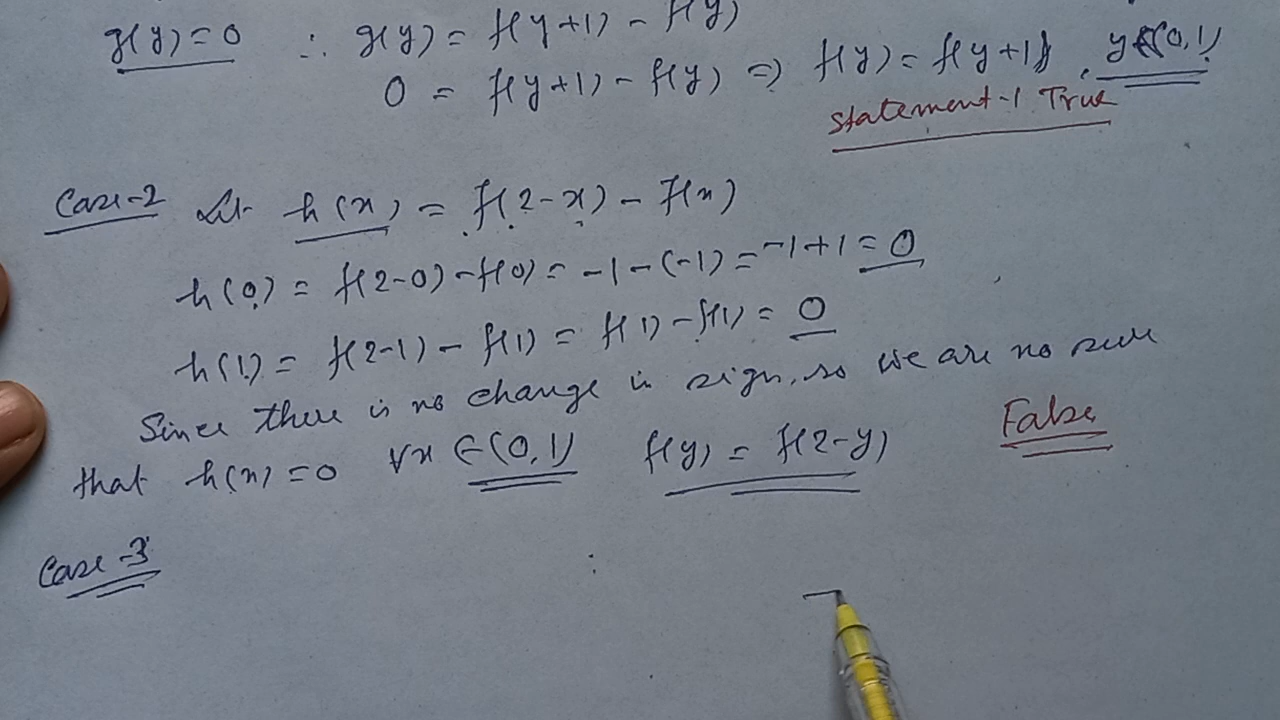 g(y) = 0 ∴ g(y) = f(y+1) - f(y)
0 = f(y+1) - f(y) ⇒ f(y) = f(y+1), y∈(0,1)
Statement-1 True
Case-2 Let h(x) = f(2-x) - f(x)
h(0) = f(2-0) - f(0) = -1-(-1) = -1+1 = 0
h(1) = f(2-1) - f(1) = f(1) - f(1) = 0
Since there is no change in sign, so we are no sure
that h(x) = 0 ∀x ∈ (0,1) f(y) = f(2-y) False
Case-3